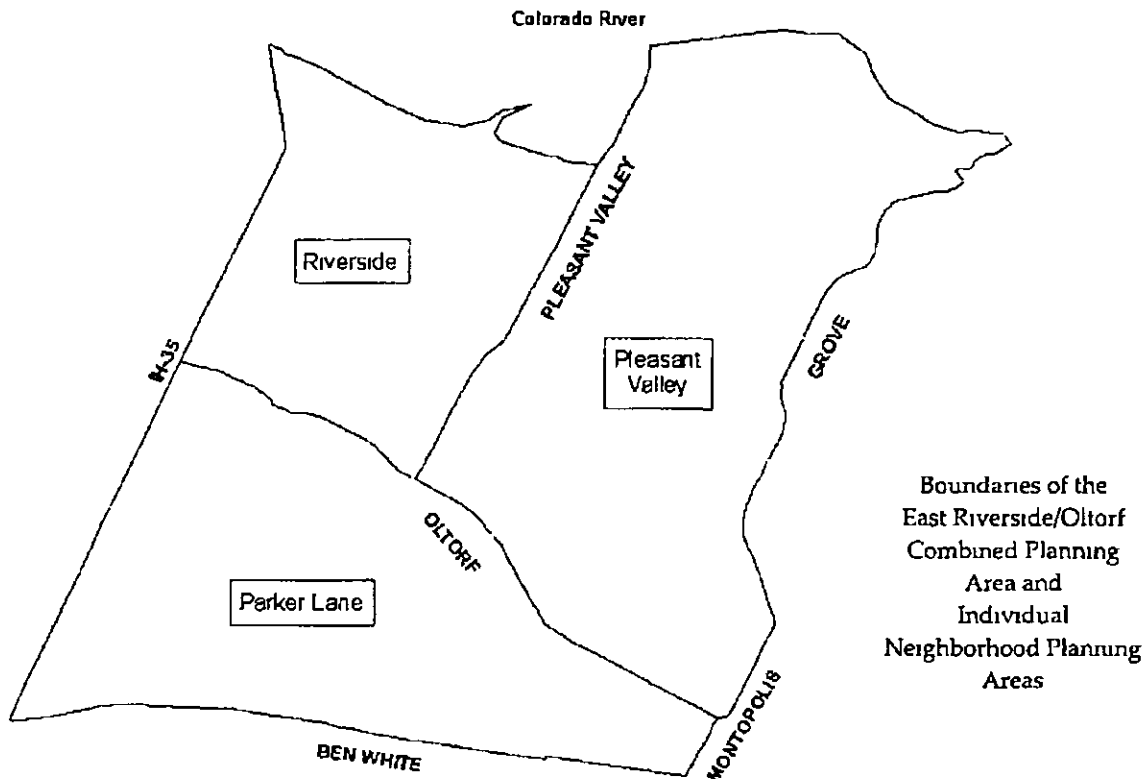 Colorado River
PLEASANT VALLEY
Riverside
IH-35
Pleasant
Valley
GROVE
OLTORF
Parker Lane
MONTOPOLIS
BEN WHITE
Boundaries of the
East Riverside/Oltorf
Combined Planning
Area and
Individual
Neighborhood Planning
Areas